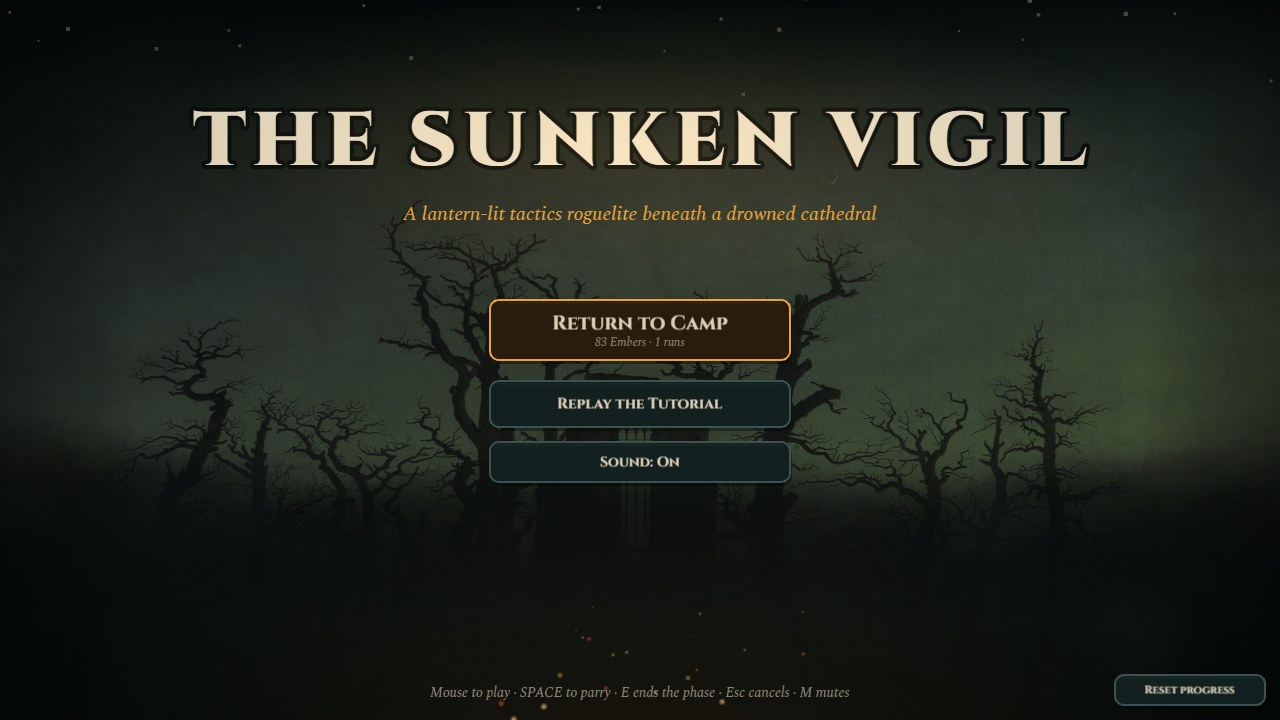 THE SUNKEN VIGIL
A lantern-lit tactics roguelite beneath a drowned cathedral
Return to Camp
83 Embers · 1 runs
Replay the Tutorial
Sound: On
Mouse to play · SPACE to parry · E ends the phase · Esc cancels · M mutes
Reset progress